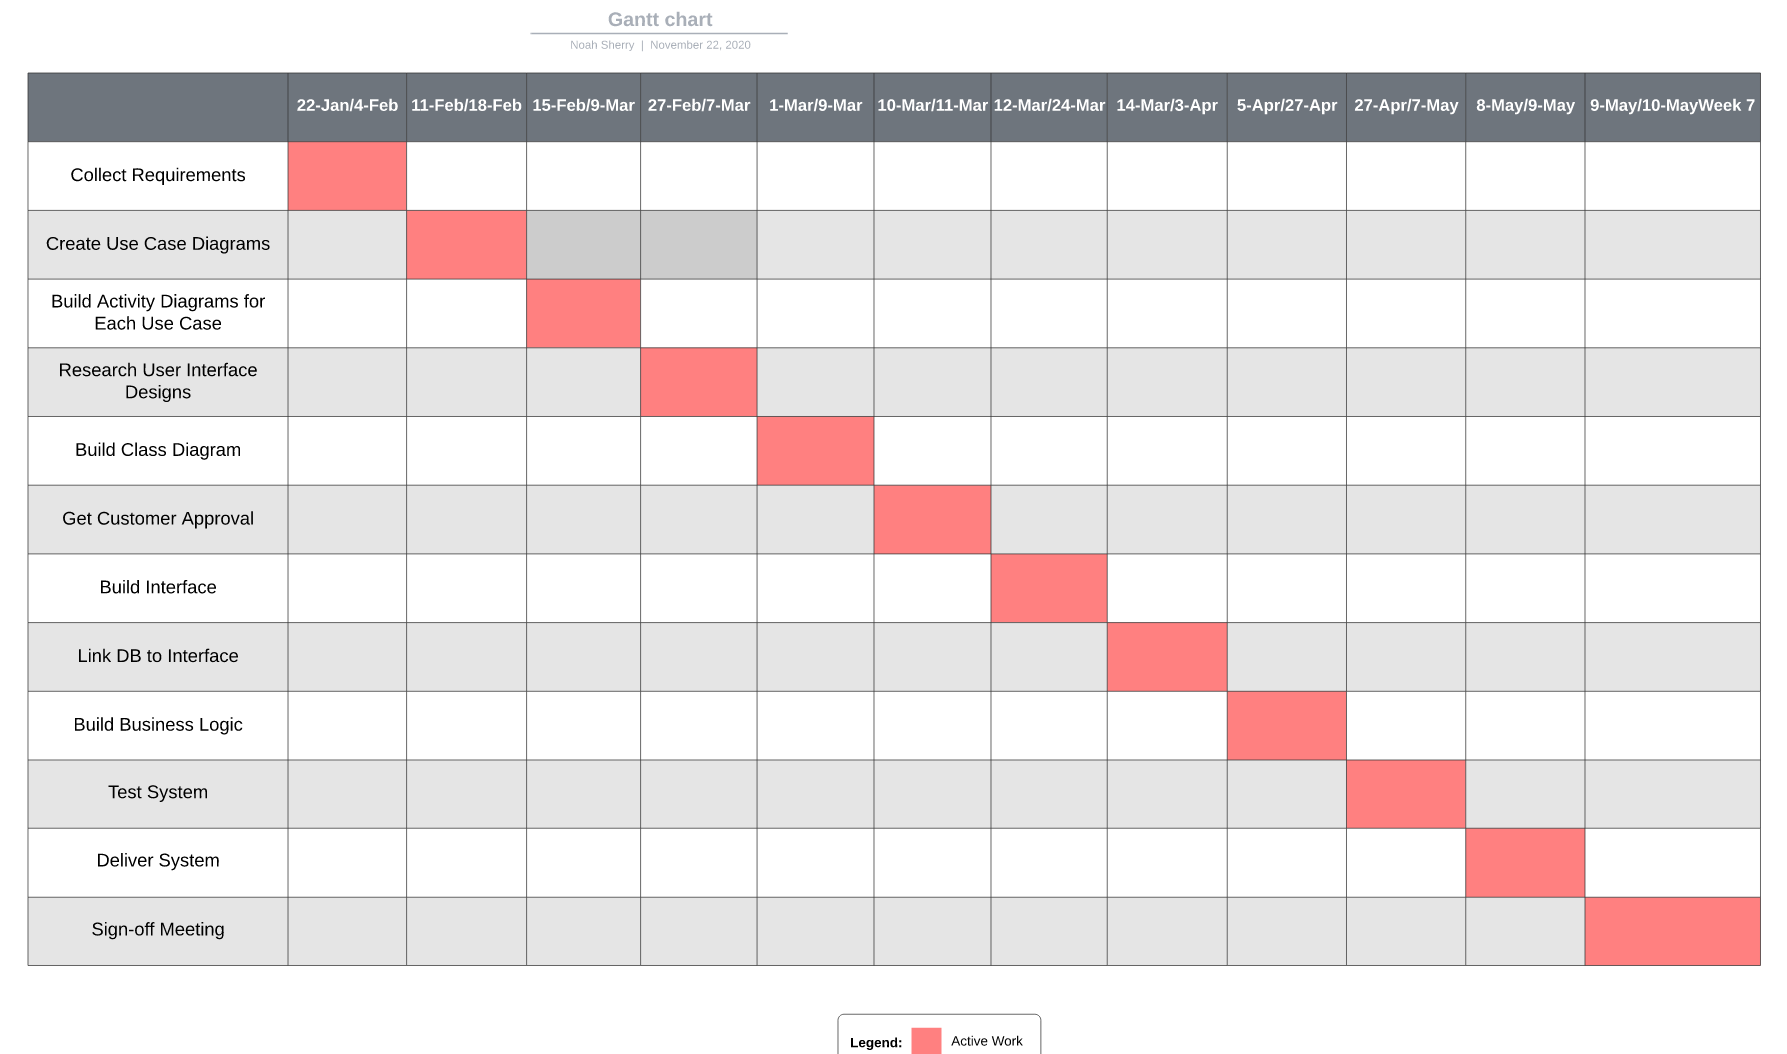 Gantt chart
Noah Sherry | November 22, 2020
22-Jan/4-Feb 11-Feb/18-Feb 15-Feb/9-Mar 27-Feb/7-Mar 1-Mar/9-Mar 10-Mar/11-Mar 12-Mar/24-Mar 14-Mar/3-Apr 5-Apr/27-Apr 27-Apr/7-May 8-May/9-May 9-May/10-MayWeek 7
Collect Requirements
Create Use Case Diagrams
Build Activity Diagrams for
Each Use Case
Research User Interface
Designs
Build Class Diagram
Get Customer Approval
Build Interface
Link DB to Interface
Build Business Logic
Test System
Deliver System
Sign-off Meeting
Legend: Active Work